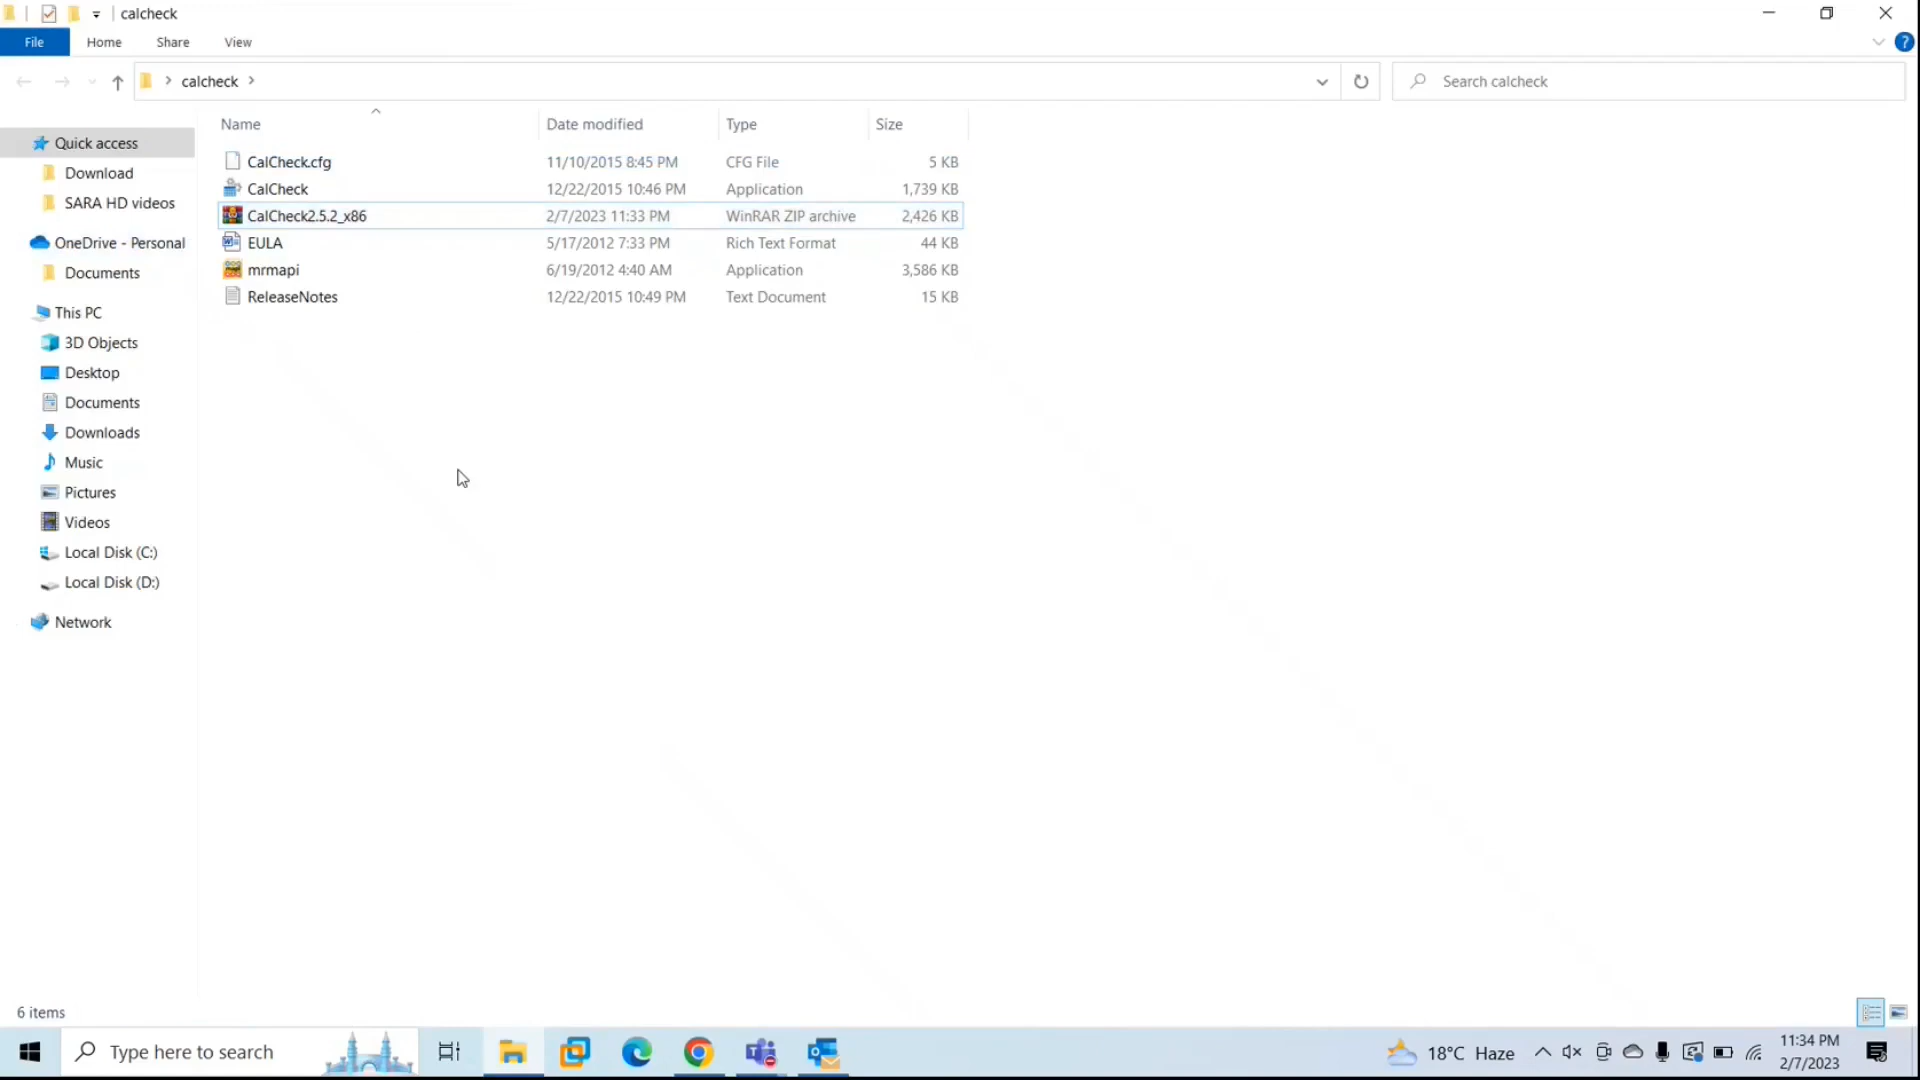 calcheck
File Home Share View
?
calcheck
Search calcheck
Name Date modified Type Size
CalCheck.cfg 11/10/2015 8:45 PM CFG File 5 KB
CalCheck 12/22/2015 10:46 PM Application 1,739 KB
CalCheck2.5.2_x86 2/7/2023 11:33 PM WinRAR ZIP archive 2,426 KB
EULA 5/17/2012 7:33 PM Rich Text Format 44 KB
mrmapi 6/19/2012 4:40 AM Application 3,586 KB
ReleaseNotes 12/22/2015 10:49 PM Text Document 15 KB
Quick access
Download
SARA HD videos
OneDrive - Personal
Documents
This PC
3D Objects
Desktop
Documents
Downloads
Music
Pictures
Videos
Local Disk (C:)
Local Disk (D:)
Network
6 items
Type here to search
18°C Haze
11:34 PM
2/7/2023